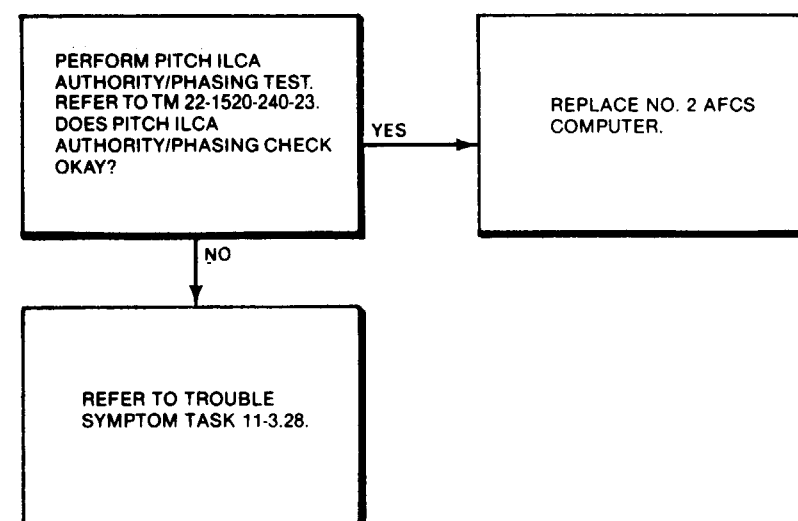 PERFORM PITCH ILCA
AUTHORITY/PHASING TEST.
REFER TO TM 22-1520-240-23.
DOES PITCH ILCA
AUTHORITY/PHASING CHECK
OKAY?
YES
REPLACE NO. 2 AFCS
COMPUTER.
NO
REFER TO TROUBLE
SYMPTOM TASK 11-3.28.